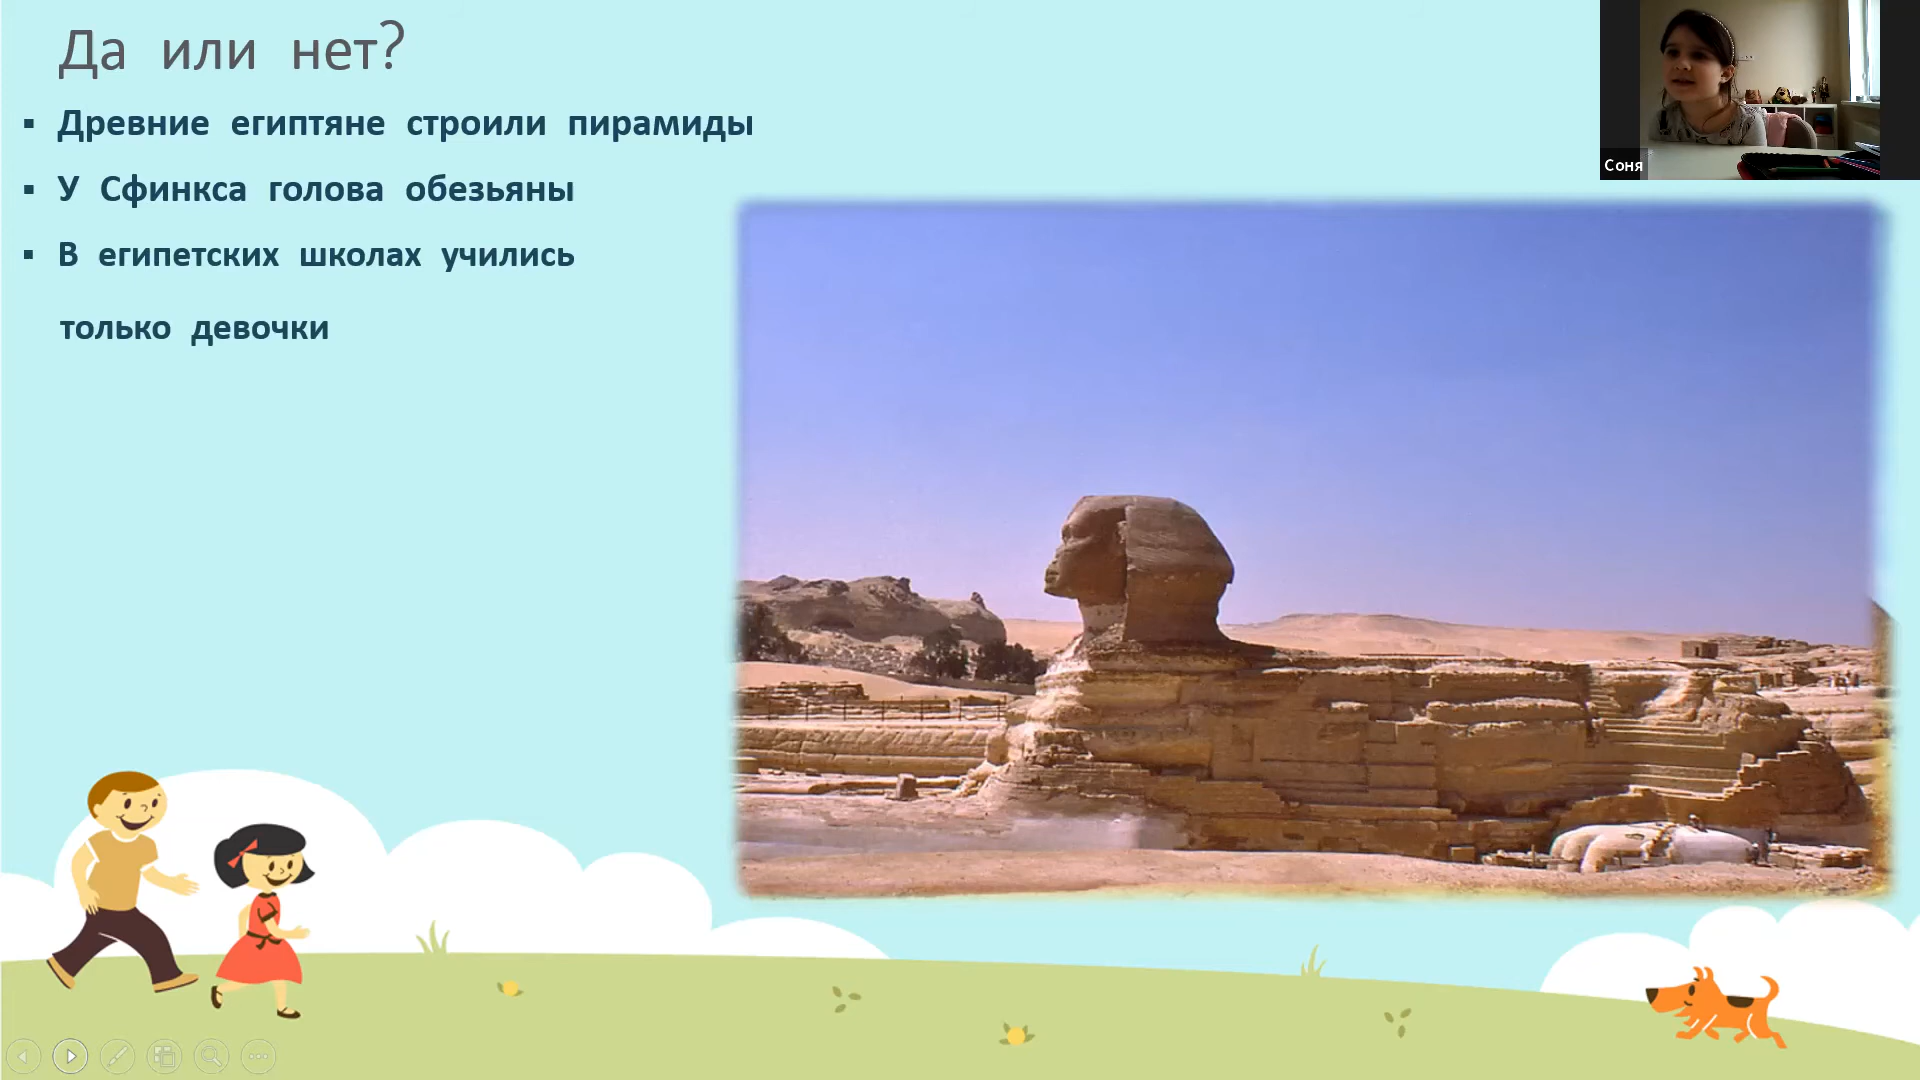 Да или нет?
▪ Древние египтяне строили пирамиды
▪ У Сфинкса голова обезьяны
▪ В египетских школах учились
только девочки
Соня